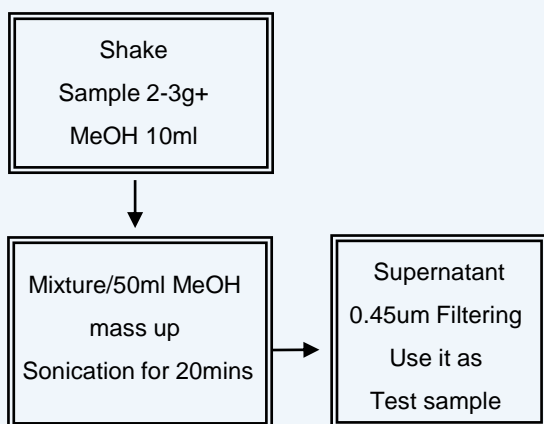 Shake
Sample 2-3g+
MeOH 10ml
Mixture/50ml MeOH
mass up
Sonication for 20mins
Supernatant
0.45um Filtering
Use it as
Test sample